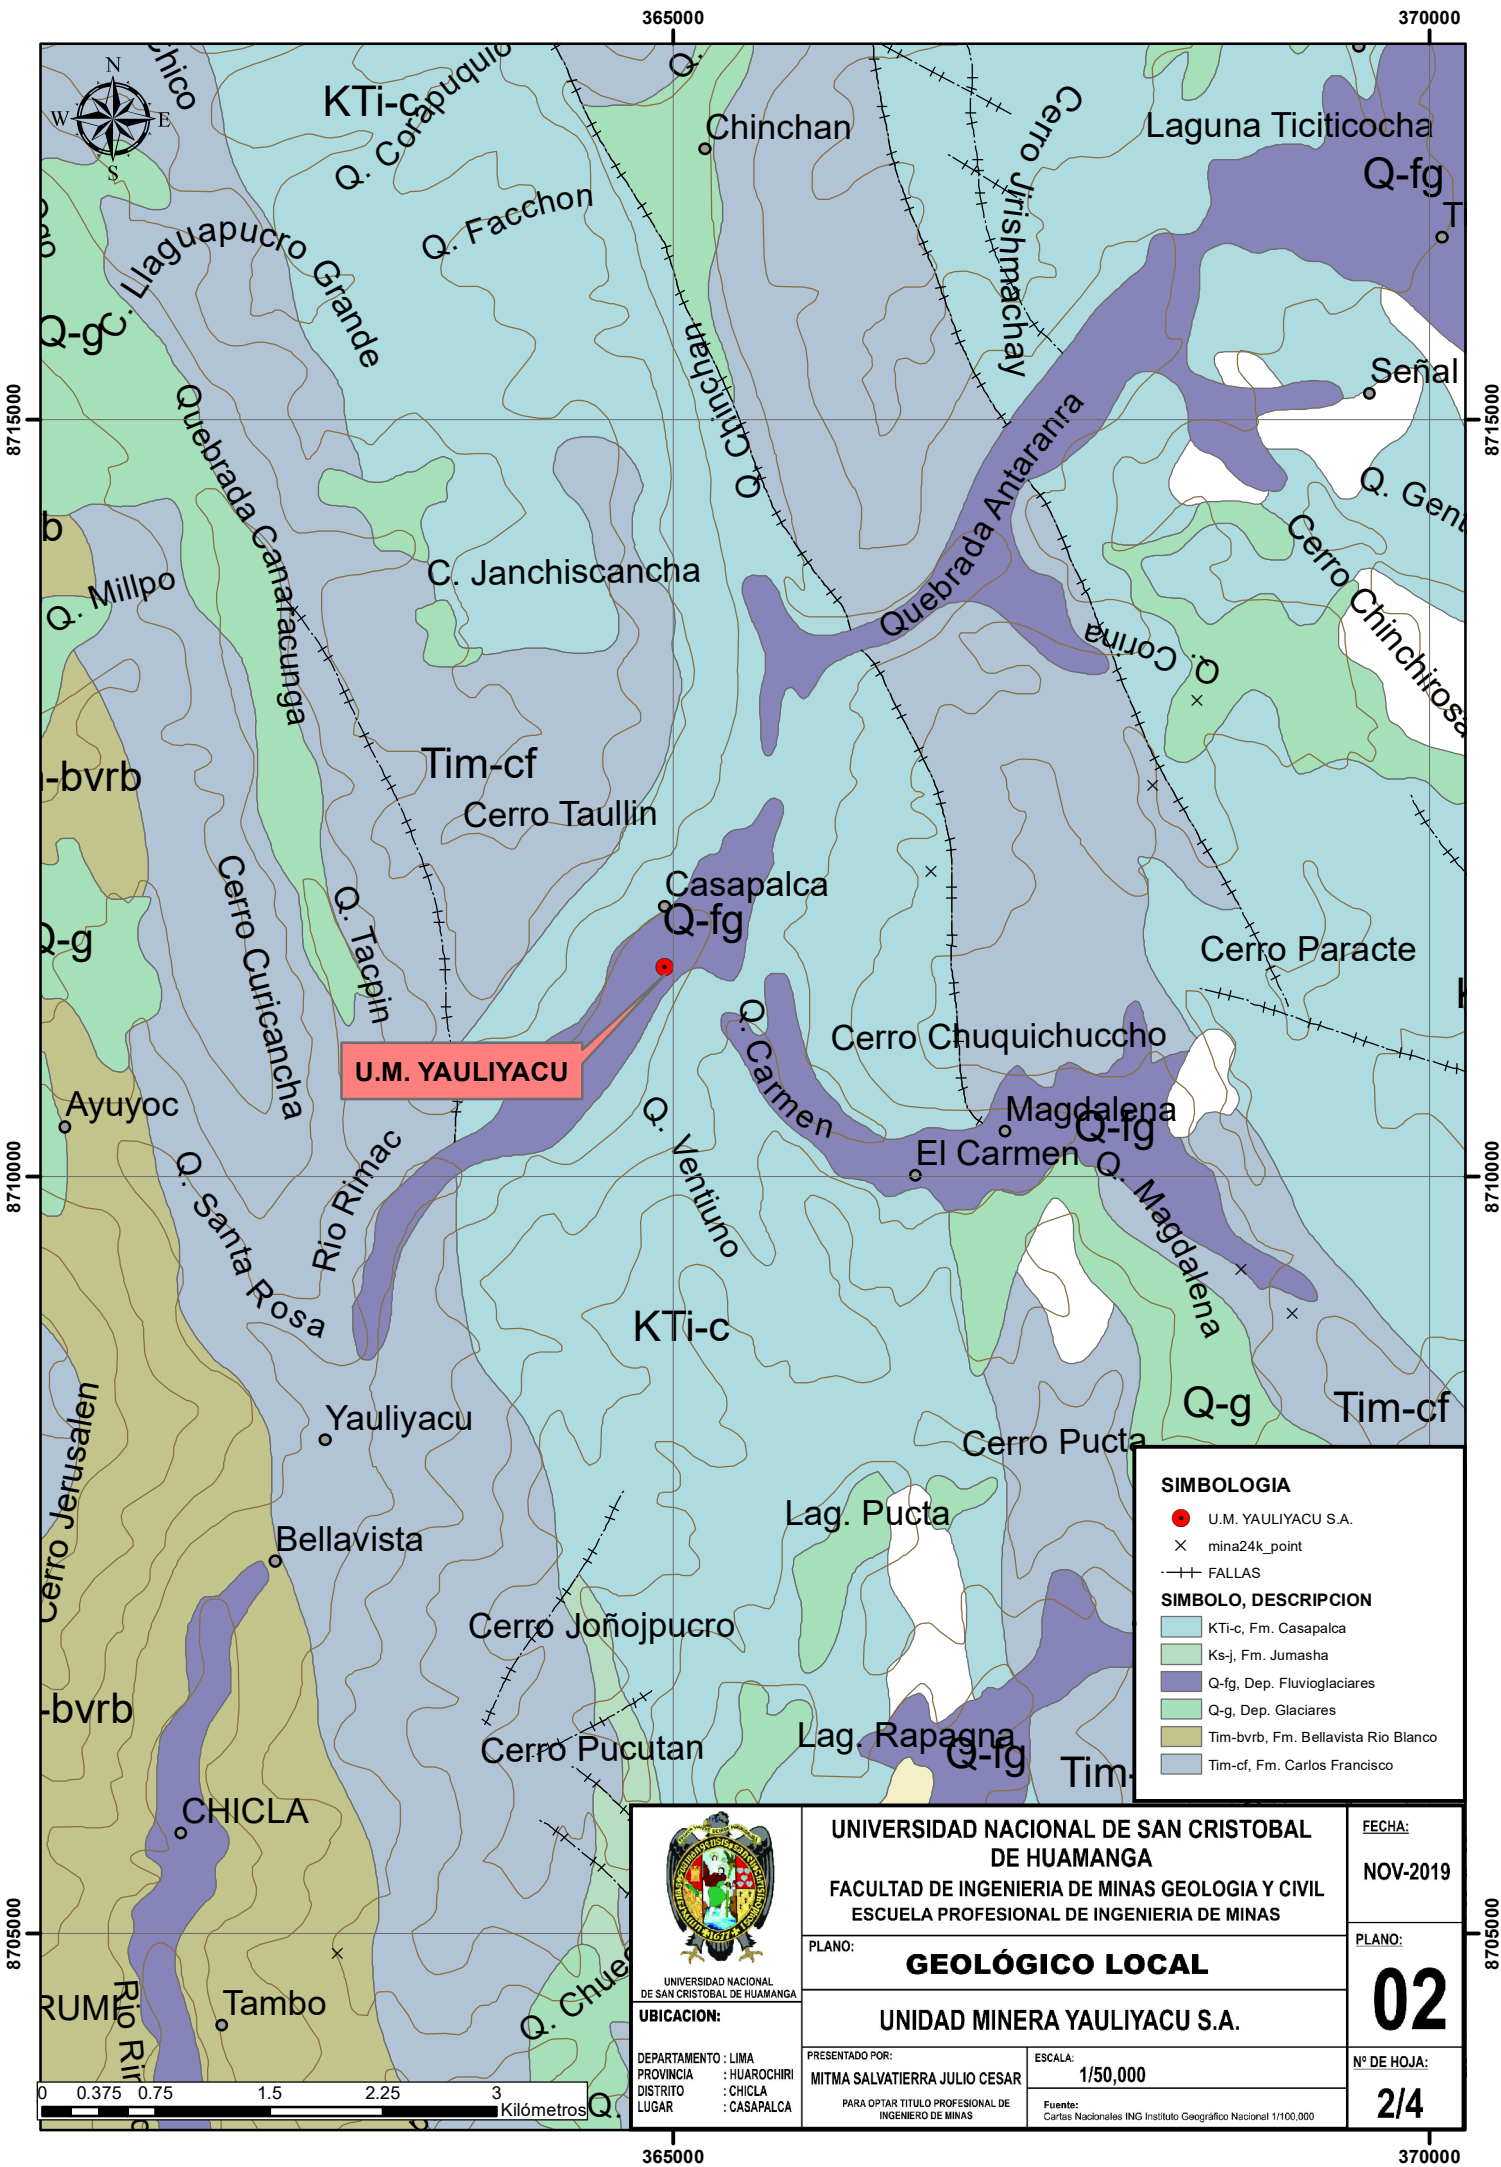 365000
370000
Chico
KTi-c
Q. Corapuquio
Q.
Chinchan
Cerro Jirishmachay
Laguna Ticiticocha
Q-fg
T
N
W
E
S
Q. Facchon
C. Llaguapucro Grande
Q-g
Q. Chinchan
Señal
8715000
8715000
Quebrada Canaracunga
Quebrada Antaranra
Q. Gent
b
Q. Millpo
C. Janchiscancha
Cerro Chinchirosa
Q. Corina
-bvrb
Tim-cf
Cerro Taullin
Cerro Curicancha
Q. Tacpin
Casapalca
Q-fg
Q-g
Cerro Paracte
K
U.M. YAULIYACU
Q. Carmen
Cerro Chuquichuccho
Ayuyoc
Magdalena
Q-fg
El Carmen
Q. Ventiuno
Rio Rimac
Q. Santa Rosa
Q. Magdalena
8710000
8710000
KTi-c
Q-g
Tim-cf
Yauliyacu
Cerro Pucta
Cerro Jerusalen
Bellavista
Lag. Pucta
Cerro Joñojpucro
-bvrb
Cerro Pucutan
Lag. Rapagna
Q-fg
Tim-
CHICLA
Tambo
RUMI
Rio Rim
Q. Chue
Q.
8705000
8705000
SIMBOLOGIA
U.M. YAULIYACU S.A.
mina24k_point
FALLAS
SIMBOLO, DESCRIPCION
KTi-c, Fm. Casapalca
Ks-j, Fm. Jumasha
Q-fg, Dep. Fluvioglaciares
Q-g, Dep. Glaciares
Tim-bvrb, Fm. Bellavista Rio Blanco
Tim-cf, Fm. Carlos Francisco
0 0.375 0.75 1.5 2.25 3
Kilómetros
1677
UNIVERSIDAD NACIONAL
DE SAN CRISTOBAL DE HUAMANGA
UBICACION:
DEPARTAMENTO : LIMA
PROVINCIA : HUAROCHIRI
DISTRITO : CHICLA
LUGAR : CASAPALCA
UNIVERSIDAD NACIONAL DE SAN CRISTOBAL
DE HUAMANGA
FACULTAD DE INGENIERIA DE MINAS GEOLOGIA Y CIVIL
ESCUELA PROFESIONAL DE INGENIERIA DE MINAS
PLANO:
GEOLÓGICO LOCAL
UNIDAD MINERA YAULIYACU S.A.
PRESENTADO POR:
MITMA SALVATIERRA JULIO CESAR
PARA OPTAR TITULO PROFESIONAL DE
INGENIERO DE MINAS
ESCALA:
1/50,000
Fuente:
Cartas Nacionales ING Instituto Geográfico Nacional 1/100,000
FECHA:
NOV-2019
PLANO:
02
Nº DE HOJA:
2/4
365000
370000